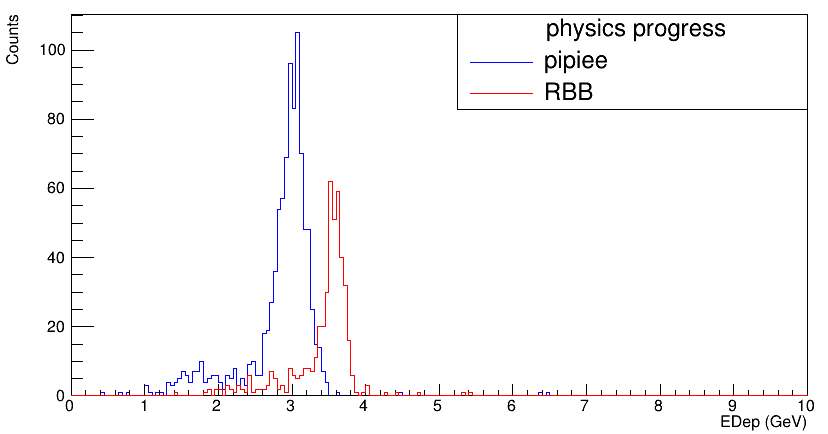 Counts
physics progress
pipiee
RBB
100
80
60
40
20
0
0 1 2 3 4 5 6 7 8 9 10
EDep (GeV)